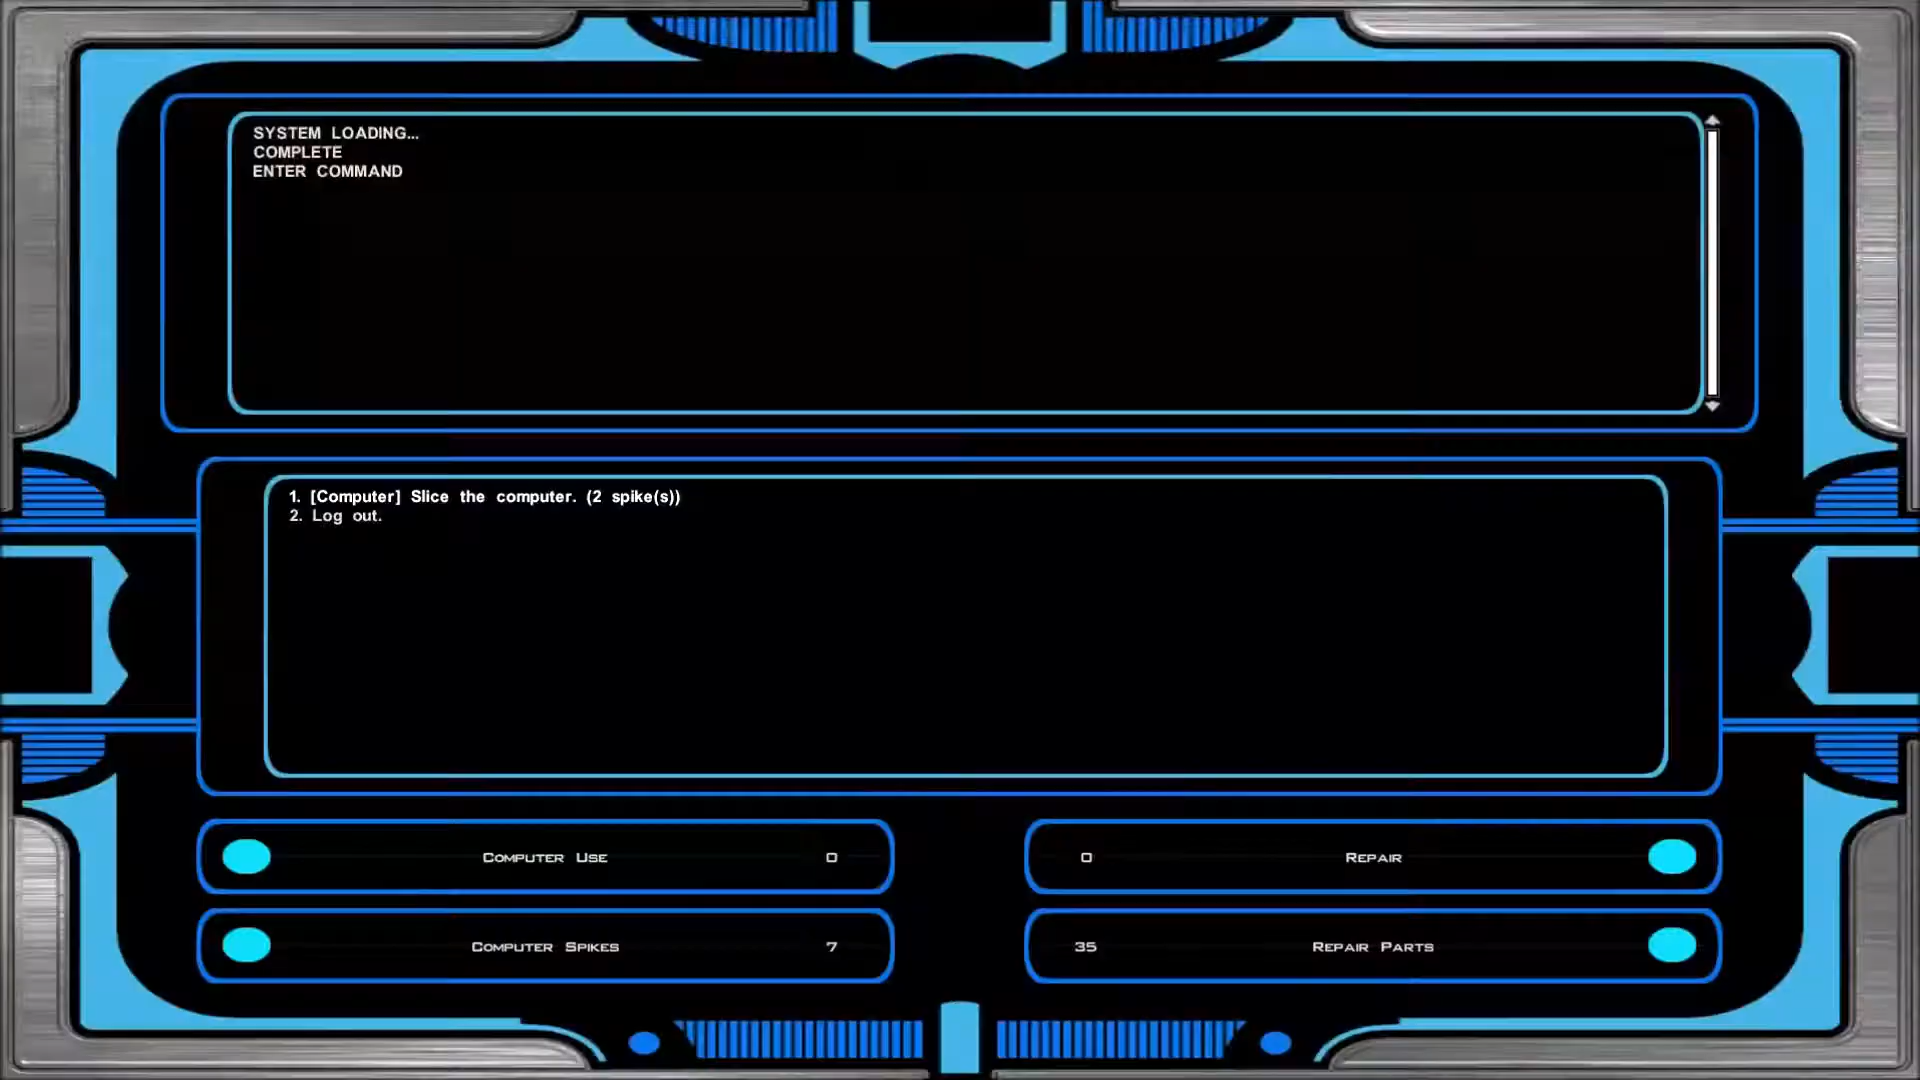 SYSTEM LOADING...
COMPLETE
ENTER COMMAND
1. [Computer] Slice the computer. (2 spike(s))
2. Log out.
Computer Use 0
0 Repair
Computer Spikes 7
35 Repair Parts